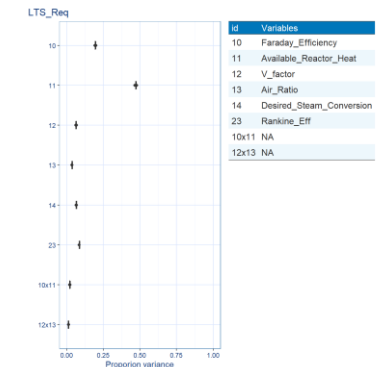 LTS_Req
10
11
12
13
14
23
10x11
12x13
0.00 0.25 0.50 0.75 1.00
Proporion variance
id Variables
10 Faraday_Efficiency
11 Available_Reactor_Heat
12 V_factor
13 Air_Ratio
14 Desired_Steam_Conversion
23 Rankine_Eff
10x11 NA
12x13 NA